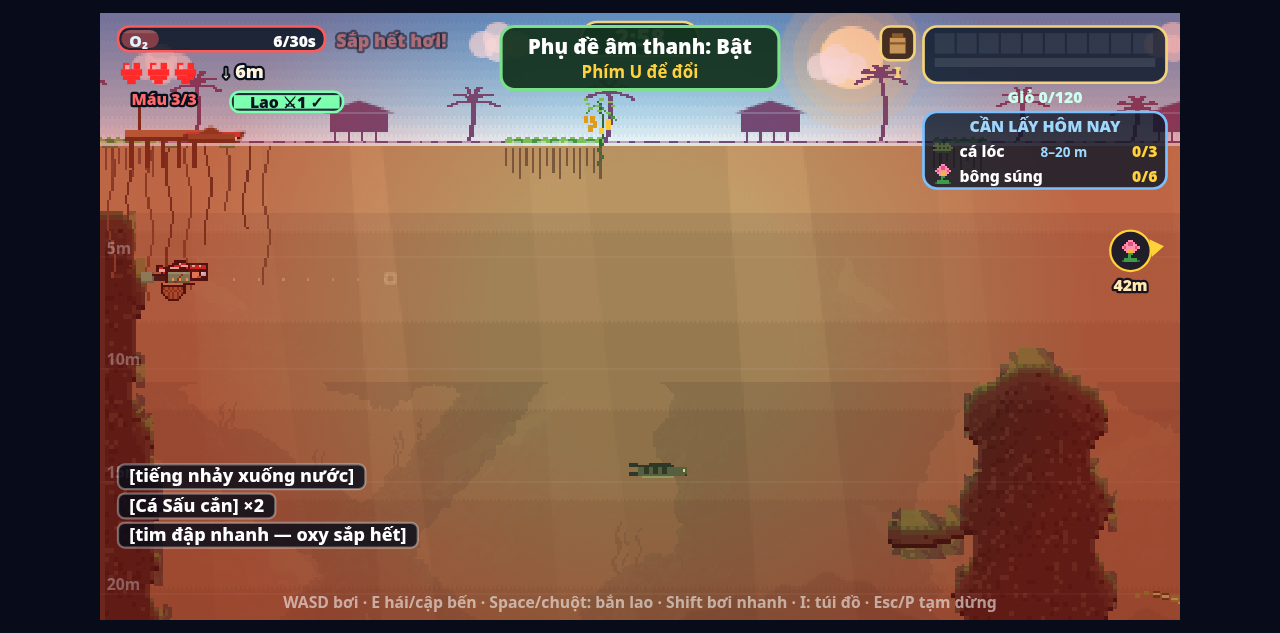 O₂ 6/30s Sắp hết hơi!
Máu 3/3
↓ 6m
Lao ⚔1 ✓
Phụ đề âm thanh: Bật
Phím U để đổi
Giỏ 0/120
CẦN LẤY HÔM NAY
cá lóc 8–20 m 0/3
bông súng 0/6
42m
5m
10m
[tiếng nhảy xuống nước]
[Cá Sấu cắn] ×2
[tim đập nhanh — oxy sắp hết]
20m
WASD bơi · E hái/cập bến · Space/chuột: bắn lao · Shift bơi nhanh · I: túi đồ · Esc/P tạm dừng